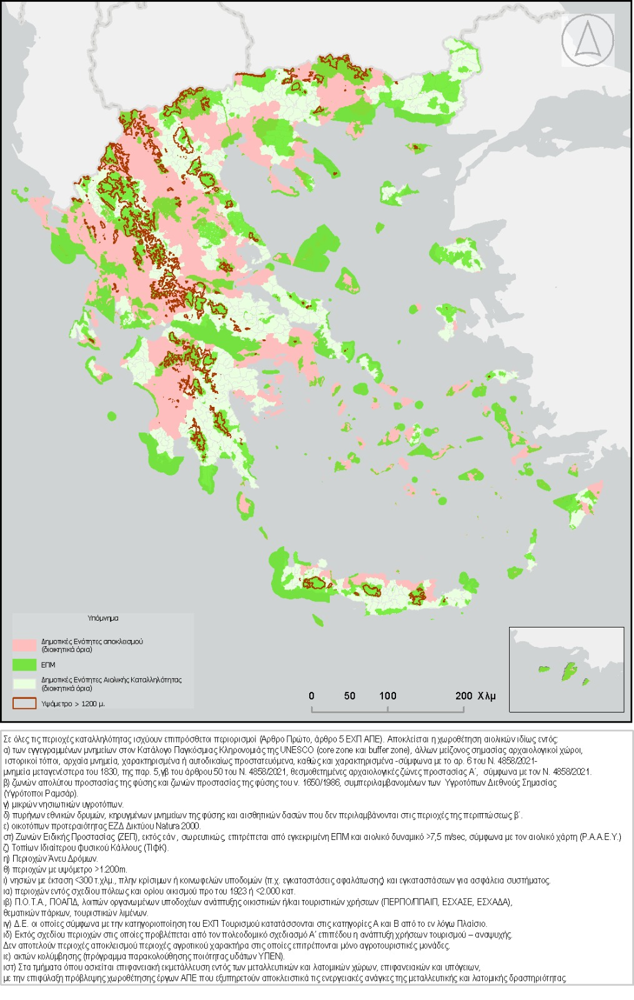 Υπόμνημα
Δημοτικές Ενότητες αποκλεισμού
(διοικητικά όρια)
ΕΠΜ
Δημοτικές Ενότητες Αιολικής Καταλληλότητας
(διοικητικά όρια)
Υψόμετρο > 1200 μ.
0 50 100 200 Χλμ
Σε όλες τις περιοχές καταλληλότητας ισχύουν επιπρόσθετοι περιορισμοί (Άρθρο Πρώτο, άρθρο 5 ΕΧΠ ΑΠΕ). Αποκλείεται η χωροθέτηση αιολικών ιδίως εντός:
α) των εγγεγραμμένων μνημείων στον Κατάλογο Παγκόσμιας Κληρονομιάς της UNESCO (core zone και buffer zone), άλλων μείζονος σημασίας αρχαιολογικοί χώροι,
ιστορικοί τόποι, αρχαία μνημεία, χαρακτηρισμένα ή αυτοδικαίως προστατευόμενα, καθώς και χαρακτηρισμένα -σύμφωνα με το αρ. 6 του Ν. 4858/2021-
μνημεία μεταγενέστερα του 1830, της παρ. 5,γβ του άρθρου 50 του Ν. 4858/2021, θεσμοθετημένες αρχαιολογικές ζώνες προστασίας Α΄, σύμφωνα με τον Ν. 4858/2021.
β) ζωνών απολύτου προστασίας της φύσης και ζωνών προστασίας της φύσης του ν. 1650/1986, συμπεριλαμβανομένων των Υγροτόπων Διεθνούς Σημασίας
(Υγρότοποι Ραμσάρ).
γ) μικρών νησιωτικών υγροτόπων.
δ) πυρήνων εθνικών δρυμών, κηρυγμένων μνημείων της φύσης και αισθητικών δασών που δεν περιλαμβάνονται στις περιοχές της περιπτώσεως β΄.
ε) οικοτόπων προτεραιότητας ΕΖΔ Δικτύου Natura 2000.
στ) Ζωνών Ειδικής Προστασίας (ΖΕΠ), εκτός εάν, σωρευτικώς, επιτρέπεται από εγκεκριμένη ΕΠΜ και αιολικό δυναμικό >7,5 m/sec, σύμφωνα με τον αιολικό χάρτη (Ρ.Α.Α.Ε.Υ.)
ζ) Τοπίων Ιδιαίτερου Φυσικού Κάλλους (ΤΙΦΚ).
η) Περιοχών Άνευ Δρόμων.
θ) περιοχών με υψόμετρο >1.200m.
ι) νησιών με έκταση <300 τ.χλμ., πλην κρίσιμων ή κοινωφελών υποδομών (π.χ. εγκαταστάσεις αφαλάτωσης) και εγκαταστάσεων για ασφάλεια συστήματος.
ια) περιοχών εντός σχεδίου πόλεως και ορίου οικισμού προ του 1923 ή <2.000 κατ.
ιβ) Π.Ο.Τ.Α., ΠΟΑΠΔ, λοιπών οργανωμένων υποδοχέων ανάπτυξης οικιστικών ή/και τουριστικών χρήσεων (ΠΕΡΠΟ/ΠΠΑΙΠ, ΕΣΧΑΣΕ, ΕΣΧΑΔΑ),
θεματικών πάρκων, τουριστικών λιμένων.
ιγ) Δ.Ε. οι οποίες σύμφωνα με την κατηγοριοποίηση του ΕΧΠ Τουρισμού κατατάσσονται στις κατηγορίες Α και Β από το εν λόγω Πλαίσιο.
ιδ) Εκτός σχεδίου περιοχών στις οποίες προβλέπεται από τον πολεοδομικό σχεδιασμό Α΄ επιπέδου η ανάπτυξη χρήσεων τουρισμού – αναψυχής.
Δεν αποτελούν περιοχές αποκλεισμού περιοχές αγροτικού χαρακτήρα στις οποίες επιτρέπονται μόνο αγροτουριστικές μονάδες.
ιε) ακτών κολύμβησης (πρόγραμμα παρακολούθησης ποιότητας υδάτων ΥΠΕΝ).
ιστ) Στα τμήματα όπου ασκείται επιφανειακή εκμετάλλευση εντός των μεταλλευτικών και λατομικών χώρων, επιφανειακών και υπόγειων,
με την επιφύλαξη πρόβλεψης χωροθέτησης έργων ΑΠΕ που εξυπηρετούν αποκλειστικά τις ενεργειακές ανάγκες της μεταλλευτικής και λατομικής δραστηριότητας